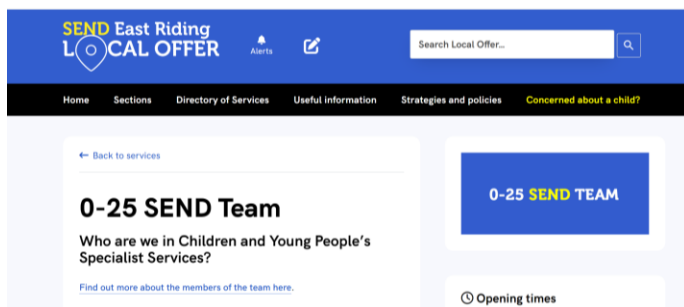 SEND East Riding
LOCAL OFFER
Alerts
Search Local Offer...
Home Sections Directory of Services Useful information Strategies and policies Concerned about a child?
← Back to services
0-25 SEND Team
Who are we in Children and Young People's
Specialist Services?
Find out more about the members of the team here.
0-25 SEND TEAM
Opening times